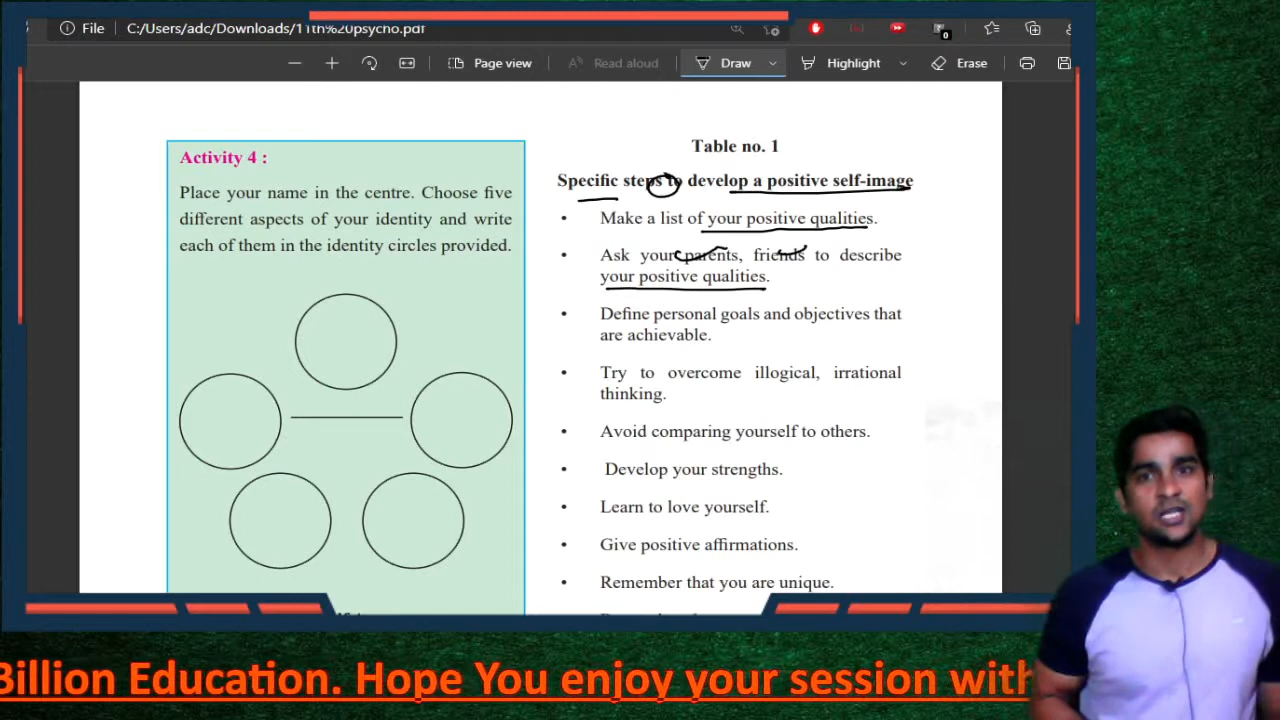 File
C:/Users/adc/Downloads/11th%20psycho.pdf
0
Page view
Read aloud
Draw
Highlight
Erase
Activity 4 :
Place your name in the centre. Choose five
different aspects of your identity and write
each of them in the identity circles provided.
Table no. 1
Specific steps to develop a positive self-image
• Make a list of your positive qualities.
• Ask your parents, friends to describe
your positive qualities.
• Define personal goals and objectives that
are achievable.
• Try to overcome illogical, irrational
thinking.
• Avoid comparing yourself to others.
• Develop your strengths.
• Learn to love yourself.
• Give positive affirmations.
• Remember that you are unique.
Billion Education. Hope You enjoy your session with